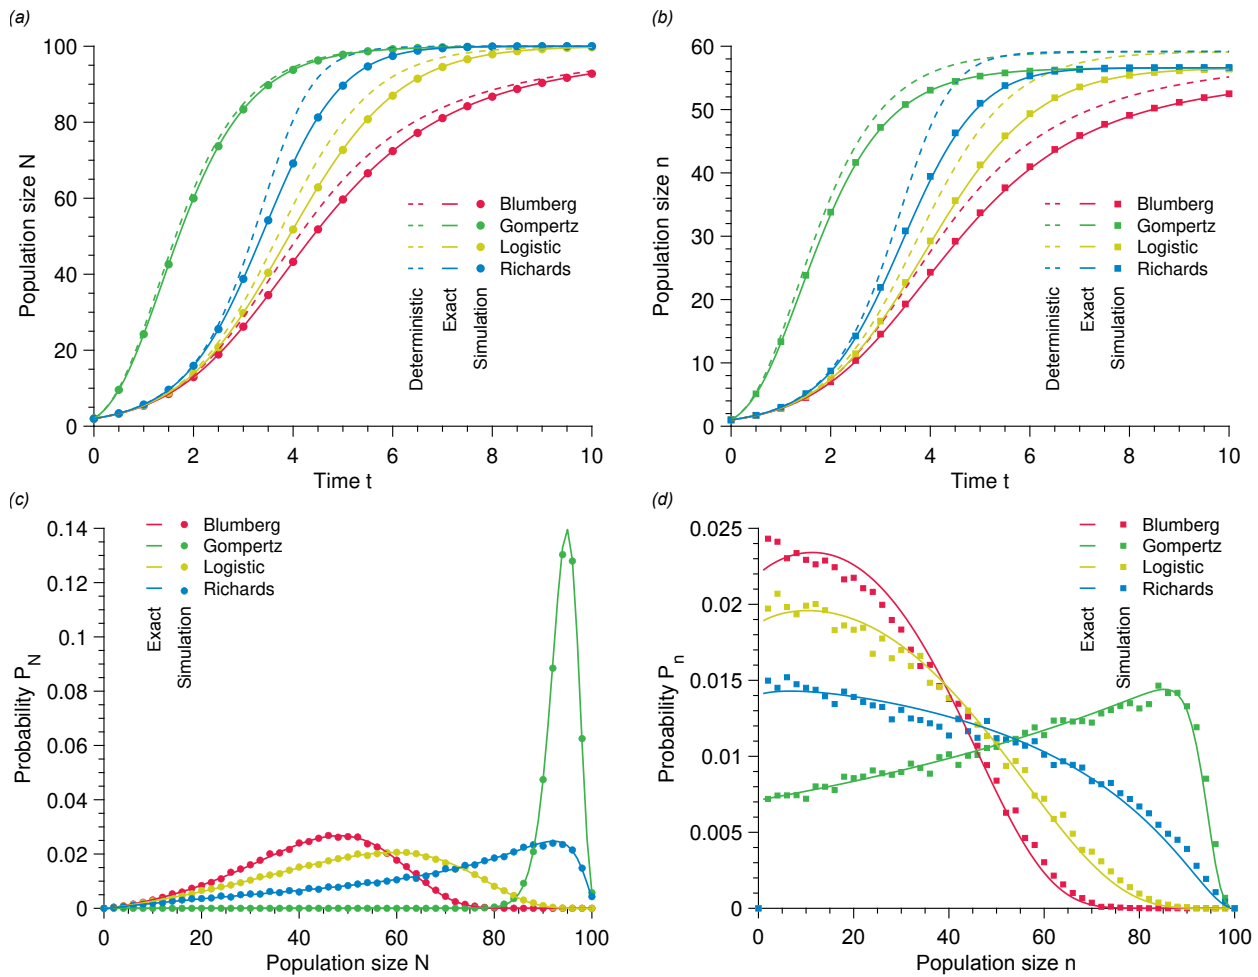 (a)
Population size N
100
80
60
40
20
0
0 2 4 6 8 10
Time t
Blumberg
Gompertz
Logistic
Richards
Deterministic
Exact
Simulation
(b)
Population size n
60
50
40
30
20
10
0
0 2 4 6 8 10
Time t
Blumberg
Gompertz
Logistic
Richards
Deterministic
Exact
Simulation
(c)
Probability P_N
0.14
0.12
0.1
0.08
0.06
0.04
0.02
0
0 20 40 60 80 100
Population size N
Blumberg
Gompertz
Logistic
Richards
Exact
Simulation
(d)
Probability P_n
0.025
0.02
0.015
0.01
0.005
0
0 20 40 60 80 100
Population size n
Blumberg
Gompertz
Logistic
Richards
Exact
Simulation